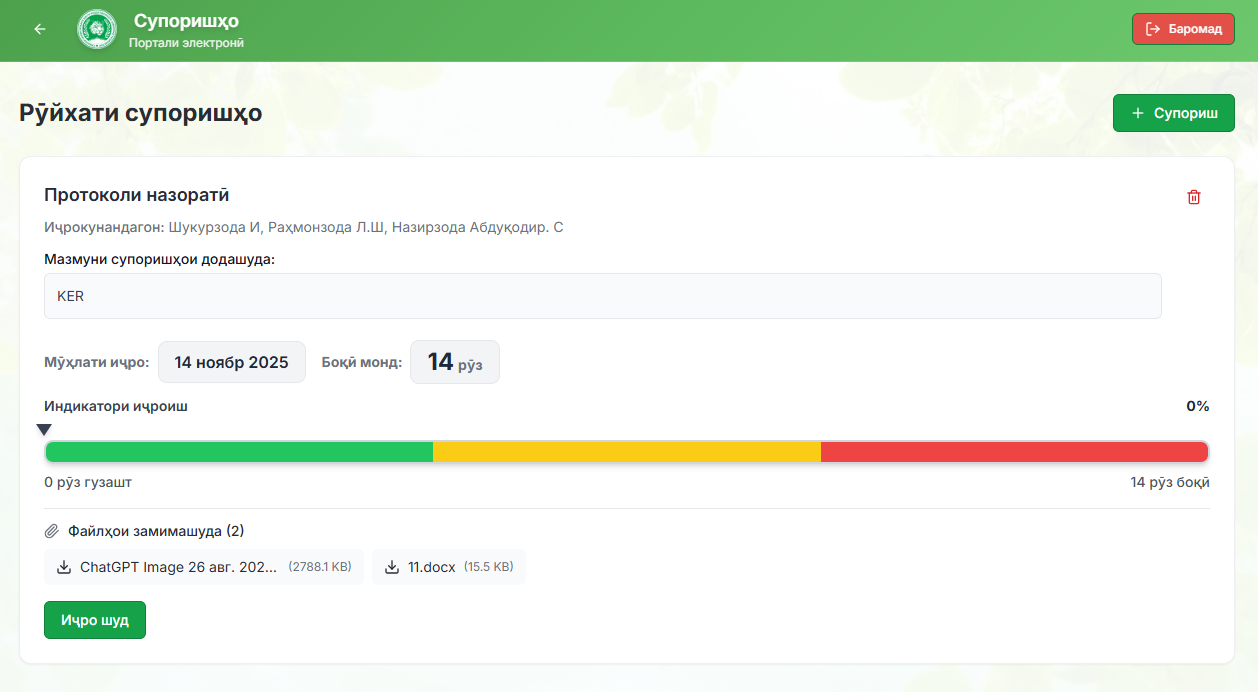 Супоришҳо
Портали электронӣ
Баромад
Рӯйхати супоришҳо
+ Супориш
Протоколи назоратӣ
Иҷрокунандагон: Шукурзода И, Раҳмонзода Л.Ш, Назирзода Абдуқодир. С
Мазмуни супоришҳои додашуда:
KER
Мӯҳлати иҷро: 14 ноябр 2025 Боқӣ монд: 14 рӯз
Индикатори иҷроиш 0%
0 рӯз гузашт 14 рӯз боқӣ
Файлҳои замимашуда (2)
ChatGPT Image 26 авг. 202... (2788.1 KB) 11.docx (15.5 KB)
Иҷро шуд